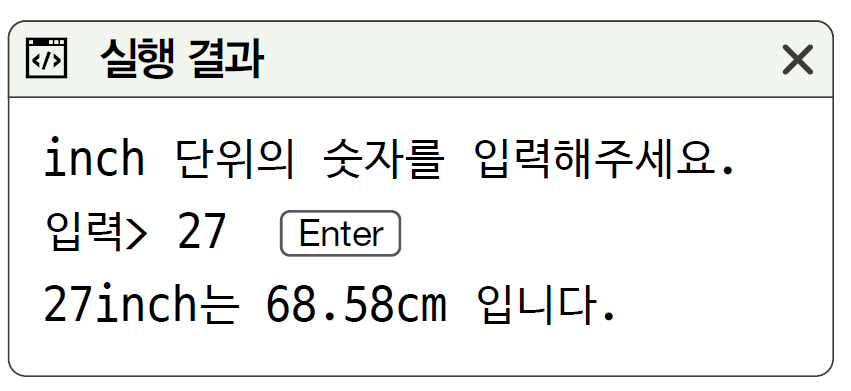 </> 실행 결과
inch 단위의 숫자를 입력해주세요.
입력> 27 Enter
27inch는 68.58cm 입니다.